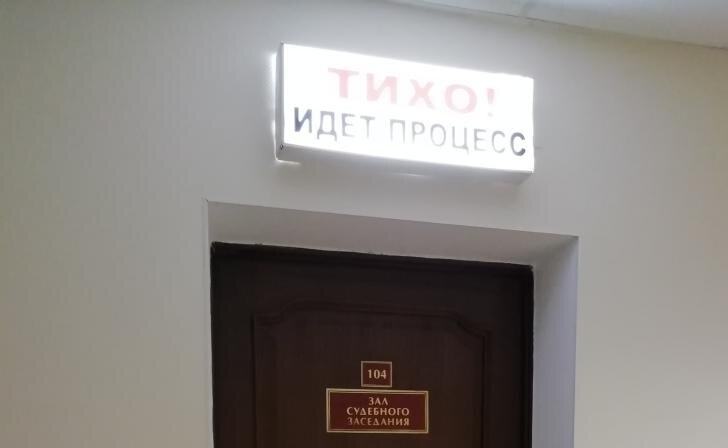 ТИХО!
ИДЕТ ПРОЦЕСС
104
ЗАЛ
СУДЕБНОГО
ЗАСЕДАНИЯ